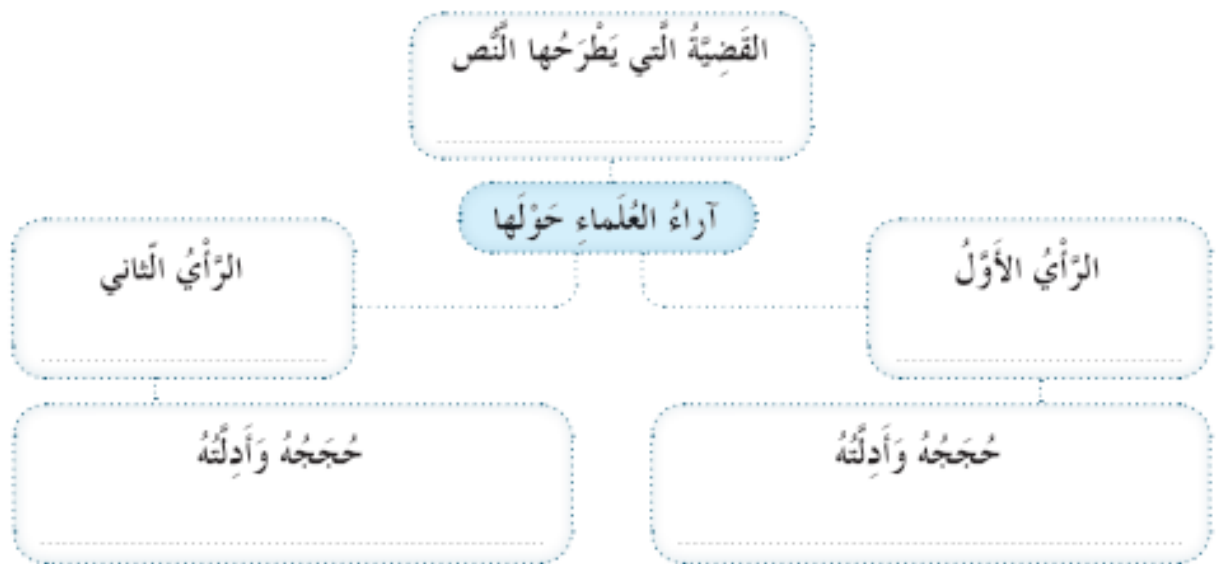 القَضِيَّةُ الَّتي يَطْرَحُها النَّص
آراءُ العُلَماءِ حَوْلَها
الرَّأْيُ الأَوَّلُ
الرَّأْيُ الثّاني
حُجَجُهُ وَأَدِلَّتُهُ
حُجَجُهُ وَأَدِلَّتُهُ